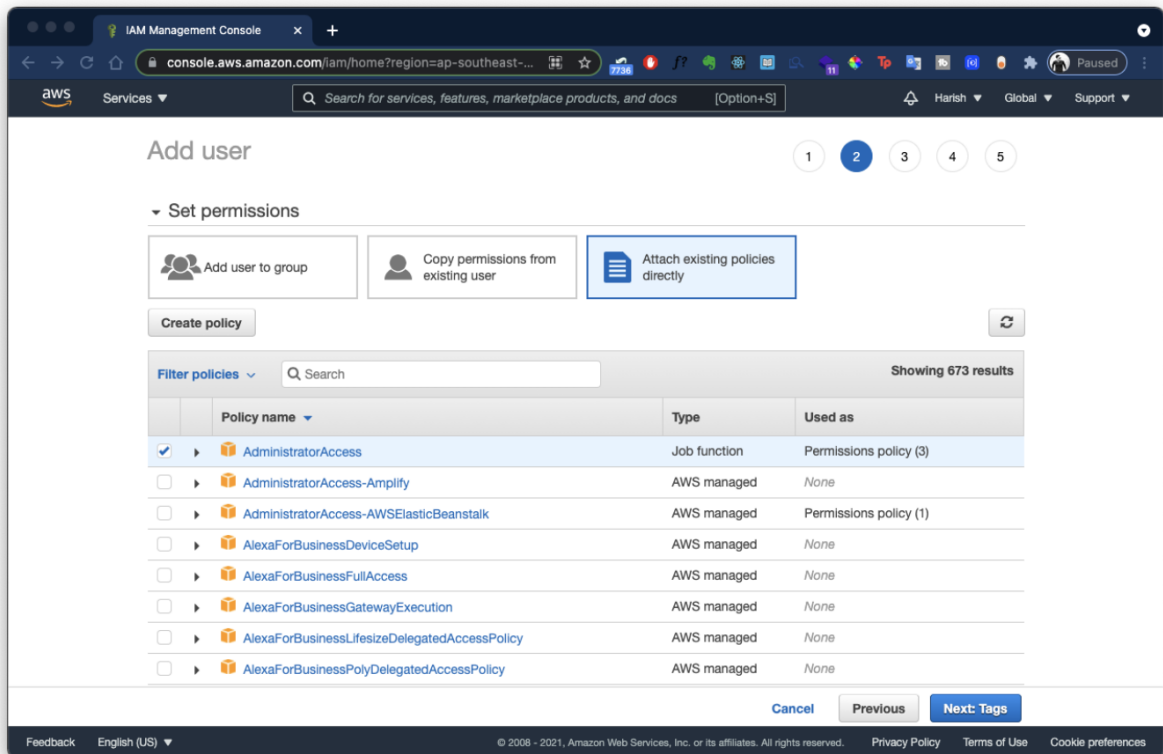 IAM Management Console
console.aws.amazon.com/iam/home?region=ap-southeast-...
7736
f?
11
Tp
Paused
aws
Services ▼
Search for services, features, marketplace products, and docs [Option+S]
Harish ▼
Global ▼
Support ▼
Add user
1 2 3 4 5
Set permissions
Add user to group
Copy permissions from
existing user
Attach existing policies
directly
Create policy
Filter policies
Search
Showing 673 results
Policy name Type Used as
AdministratorAccess Job function Permissions policy (3)
AdministratorAccess-Amplify AWS managed None
AdministratorAccess-AWSElasticBeanstalk AWS managed Permissions policy (1)
AlexaForBusinessDeviceSetup AWS managed None
AlexaForBusinessFullAccess AWS managed None
AlexaForBusinessGatewayExecution AWS managed None
AlexaForBusinessLifesizeDelegatedAccessPolicy AWS managed None
AlexaForBusinessPolyDelegatedAccessPolicy AWS managed None
Cancel Previous Next: Tags
Feedback English (US) ▼ © 2008 - 2021, Amazon Web Services, Inc. or its affiliates. All rights reserved. Privacy Policy Terms of Use Cookie preferences